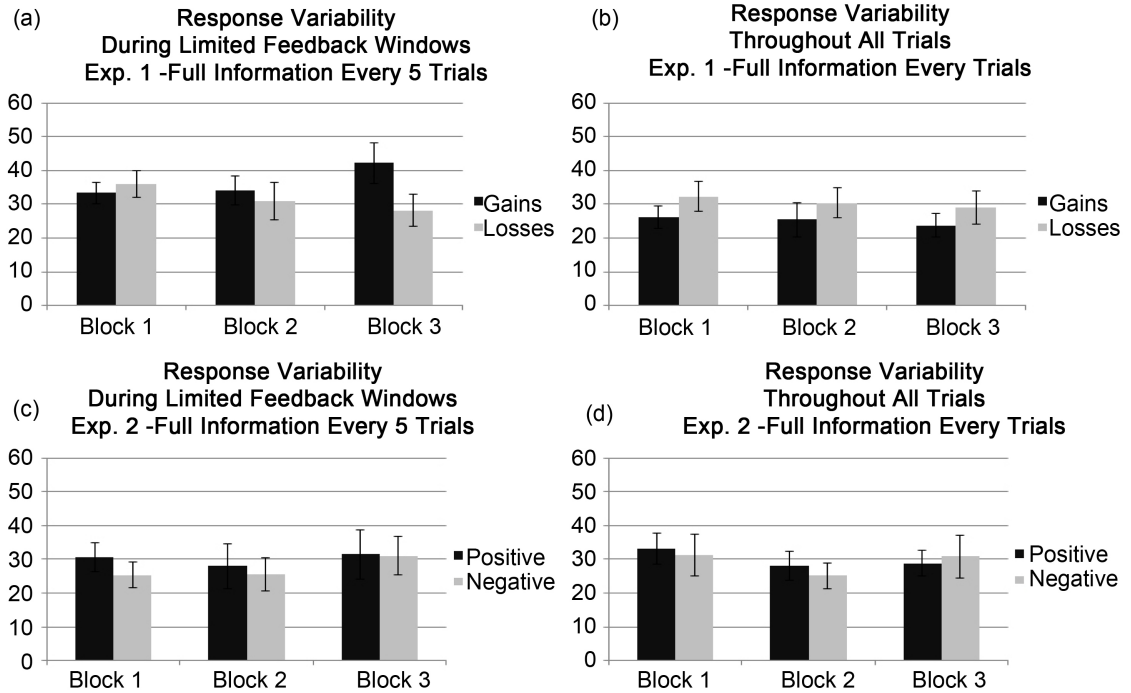 (a)
Response Variability
During Limited Feedback Windows
Exp. 1 -Full Information Every 5 Trials
60
50
40
30
20
10
0
Block 1 Block 2 Block 3
Gains
Losses
(b)
Response Variability
Throughout All Trials
Exp. 1 -Full Information Every Trials
60
50
40
30
20
10
0
Block 1 Block 2 Block 3
Gains
Losses
(c)
Response Variability
During Limited Feedback Windows
Exp. 2 -Full Information Every 5 Trials
60
50
40
30
20
10
0
Block 1 Block 2 Block 3
Positive
Negative
(d)
Response Variability
Throughout All Trials
Exp. 2 -Full Information Every Trials
60
50
40
30
20
10
0
Block 1 Block 2 Block 3
Positive
Negative